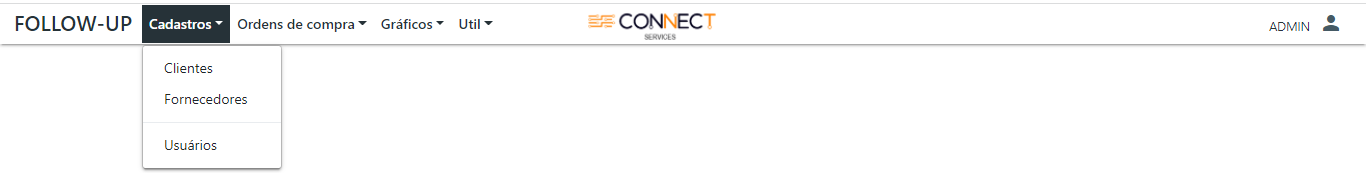 FOLLOW-UP Cadastros Ordens de compra Gráficos Util CONNECT ADMIN
SERVICES
Clientes
Fornecedores
Usuários